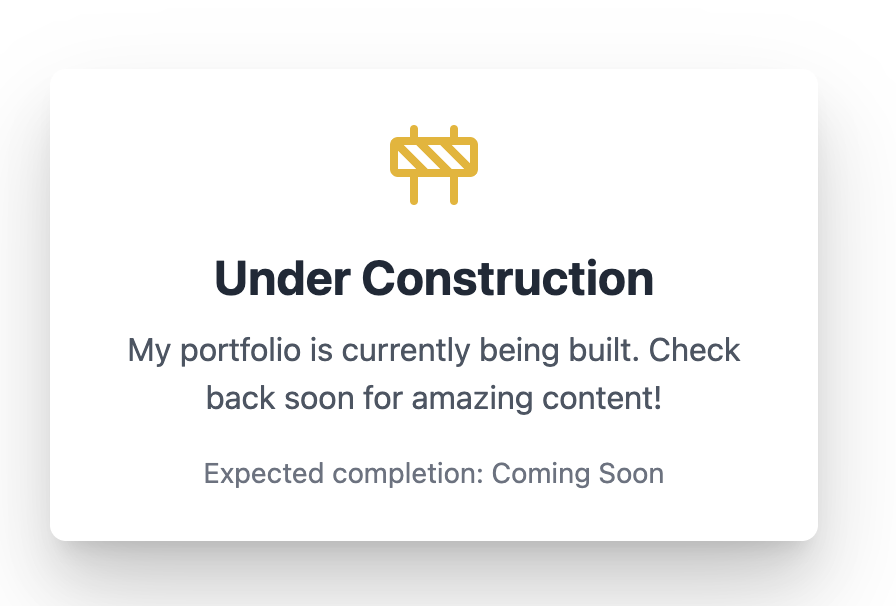 Under Construction
My portfolio is currently being built. Check
back soon for amazing content!
Expected completion: Coming Soon